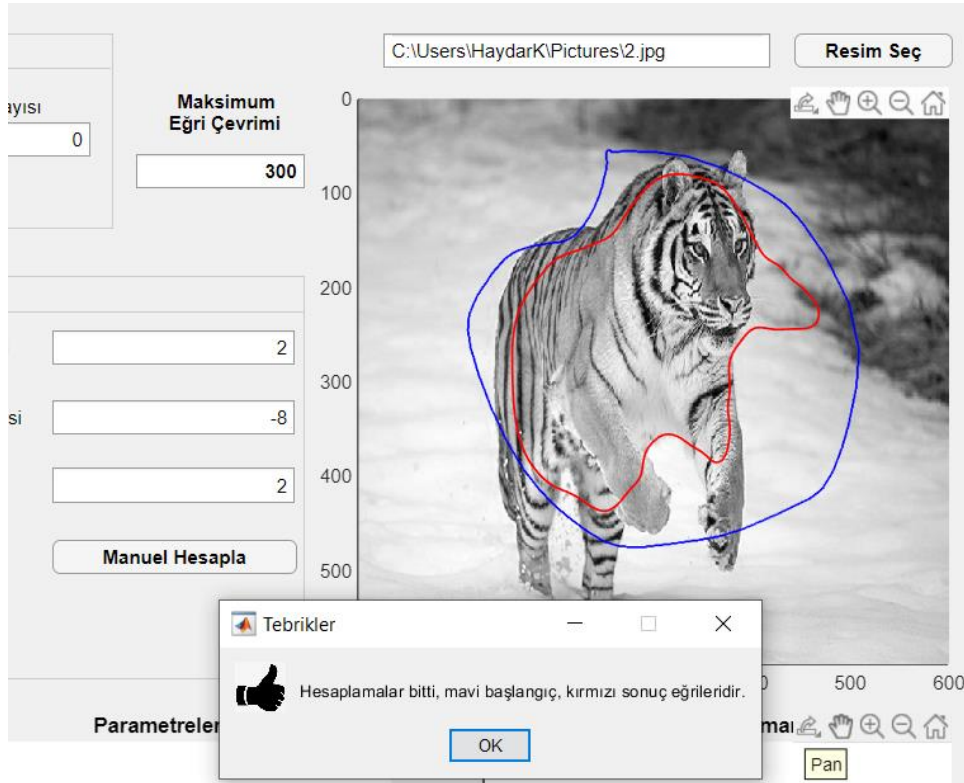 C:\Users\HaydarK\Pictures\2.jpg
Resim Seç
ayısı
0
Maksimum
Eğri Çevrimi
300
0
100
200
300
400
500
500
600
2
si
-8
2
Manuel Hesapla
Tebrikler
Hesaplamalar bitti, mavi başlangıç, kırmızı sonuç eğrileridir.
OK
Parametreler
Pan